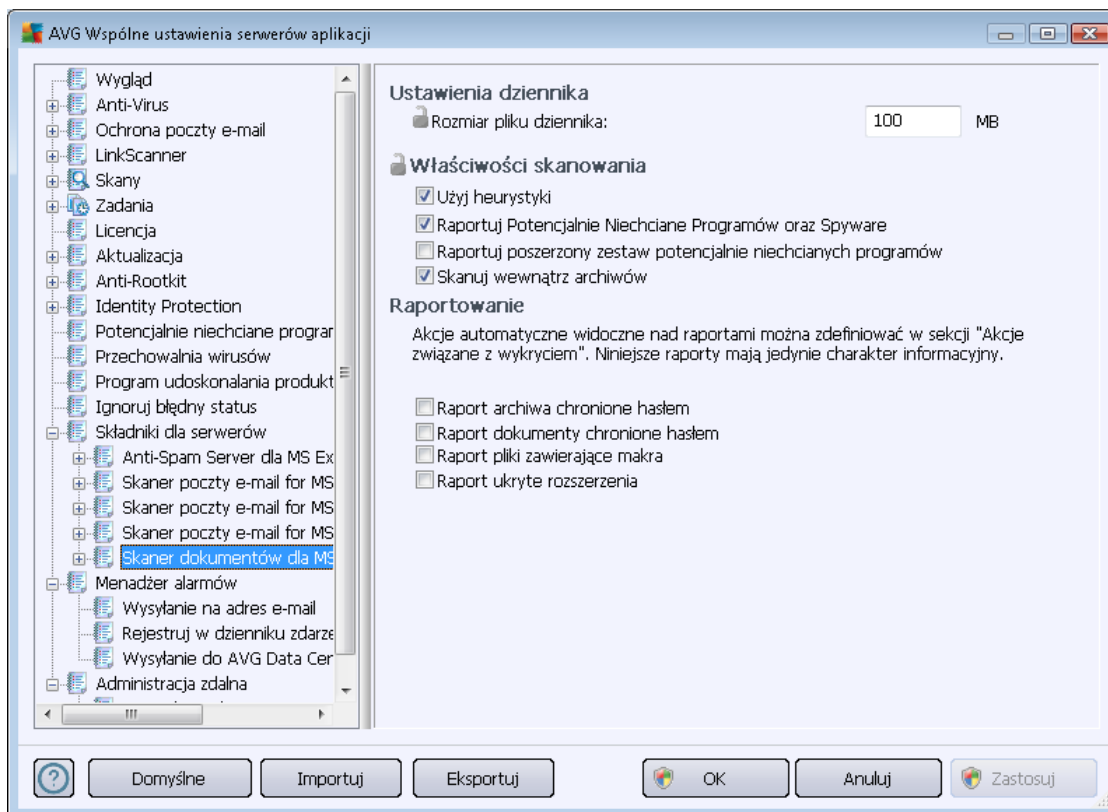 AVG Wspólne ustawienia serwerów aplikacji
Wygląd
Anti-Virus
Ochrona poczty e-mail
LinkScanner
Skany
Zadania
Licencja
Aktualizacja
Anti-Rootkit
Identity Protection
Potencjalnie niechciane progran
Przechowalnia wirusów
Program udoskonalania produkt
Ignoruj błędny status
Składniki dla serwerów
Anti-Spam Server dla MS Ex
Skaner poczty e-mail for MS
Skaner poczty e-mail for MS
Skaner poczty e-mail for MS
Skaner dokumentów dla MS
Menadżer alarmów
Wysyłanie na adres e-mail
Rejestruj w dzienniku zdarze
Wysyłanie do AVG Data Cen
Administracja zdalna
Ustawienia dziennika
Rozmiar pliku dziennika: 100 MB
Właściwości skanowania
Użyj heurystyki
Raportuj Potencjalnie Niechciane Programów oraz Spyware
Raportuj poszerzony zestaw potencjalnie niechcianych programów
Skanuj wewnątrz archiwów
Raportowanie
Akcje automatyczne widoczne nad raportami można zdefiniować w sekcji "Akcje
związane z wykryciem". Niniejsze raporty mają jedynie charakter informacyjny.
Raport archiwa chronione hasłem
Raport dokumenty chronione hasłem
Raport pliki zawierające makra
Raport ukryte rozszerzenia
Domyślne Importuj Eksportuj OK Anuluj Zastosuj